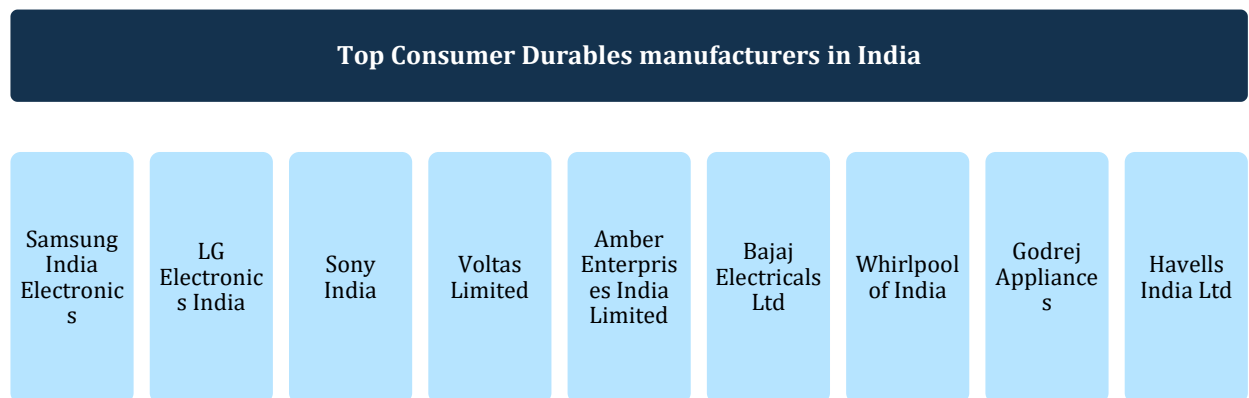 Top Consumer Durables manufacturers in India
Samsung
India
Electronic
s
LG
Electronic
s India
Sony
India
Voltas
Limited
Amber
Enterpris
es India
Limited
Bajaj
Electricals
Ltd
Whirlpool
of India
Godrej
Appliance
s
Havells
India Ltd